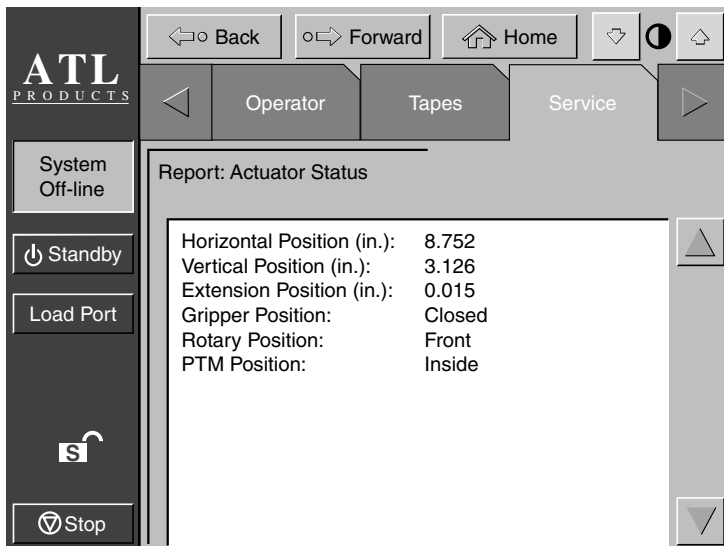 ATL
PRODUCTS
Back
Forward
Home
Operator
Tapes
Service
System
Off-line
Standby
Load Port
S
Stop
Report: Actuator Status
Horizontal Position (in.): 8.752
Vertical Position (in.): 3.126
Extension Position (in.): 0.015
Gripper Position: Closed
Rotary Position: Front
PTM Position: Inside